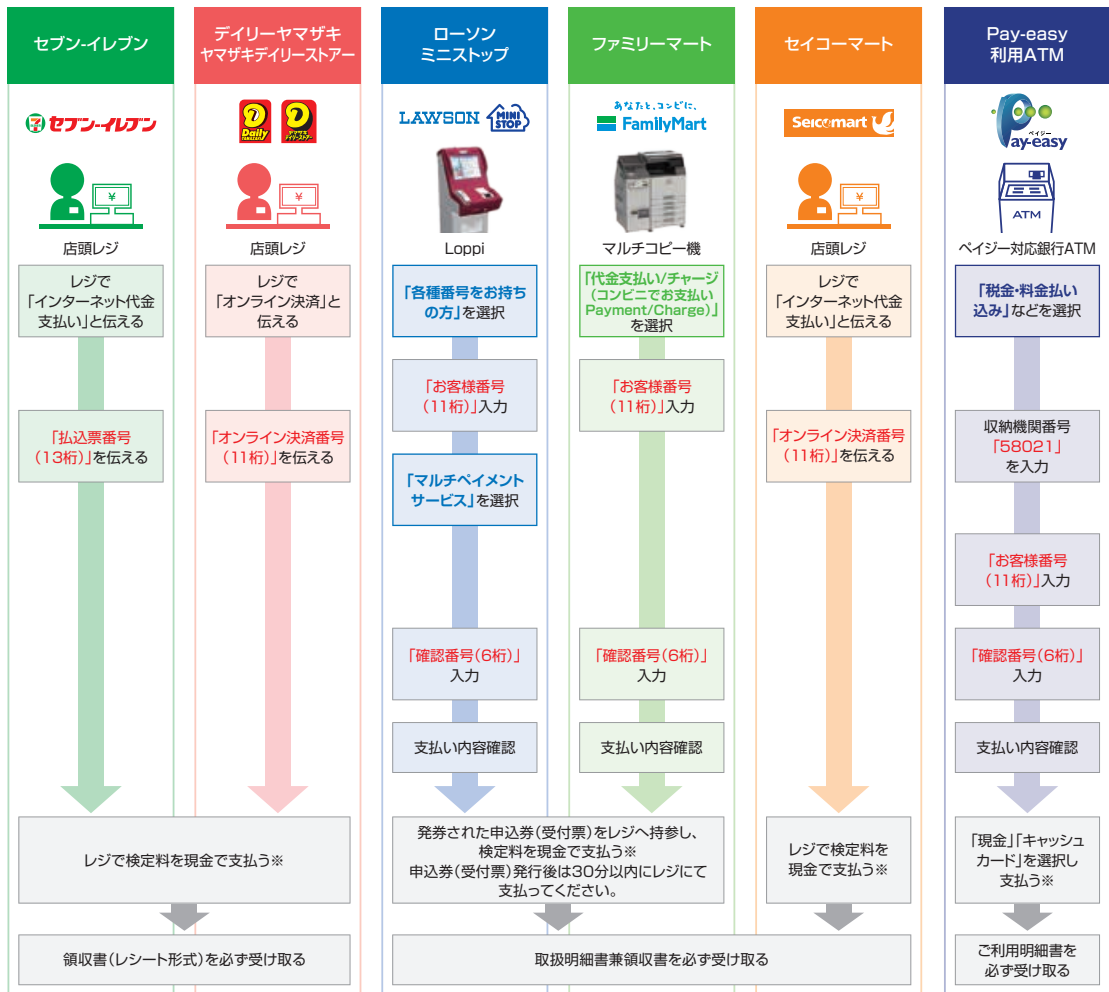 セブン-イレブン
デイリーヤマザキ
ヤマザキデイリーストアー
ローソン
ミニストップ
ファミリーマート
セイコーマート
Pay-easy
利用ATM
セブン-イレブン
Daily
YAMAZAKI
ヤマザキ
デイリーストアー
LAWSON
MINI
STOP
あなたと、コンビに、
FamilyMart
Seicomart
ペイジー
Pay-easy
¥
¥
¥
ATM
店頭レジ
店頭レジ
Loppi
マルチコピー機
店頭レジ
ペイジー対応銀行ATM
レジで
「インターネット代金
支払い」と伝える
レジで
「オンライン決済」と
伝える
「各種番号をお持ち
の方」を選択
「代金支払い/チャージ
(コンビニでお支払い
Payment/Charge)」
を選択
レジで
「インターネット代金
支払い」と伝える
「税金・料金払い
込み」などを選択
「お客様番号
(11桁)」入力
「お客様番号
(11桁)」入力
「払込票番号
(13桁)」を伝える
「オンライン決済番号
(11桁)」を伝える
「マルチペイメント
サービス」を選択
「オンライン決済番号
(11桁)」を伝える
収納機関番号
「58021」
を入力
「お客様番号
(11桁)」入力
「確認番号(6桁)」
入力
「確認番号(6桁)」
入力
「確認番号(6桁)」
入力
支払い内容確認
支払い内容確認
支払い内容確認
レジで検定料を現金で支払う※
発券された申込券(受付票)をレジへ持参し、
検定料を現金で支払う※
申込券(受付票)発行後は30分以内にレジにて
支払ってください。
レジで検定料を
現金で支払う※
「現金」「キャッシュ
カード」を選択し
支払う※
領収書(レシート形式)を必ず受け取る
取扱明細書兼領収書を必ず受け取る
ご利用明細書を
必ず受け取る